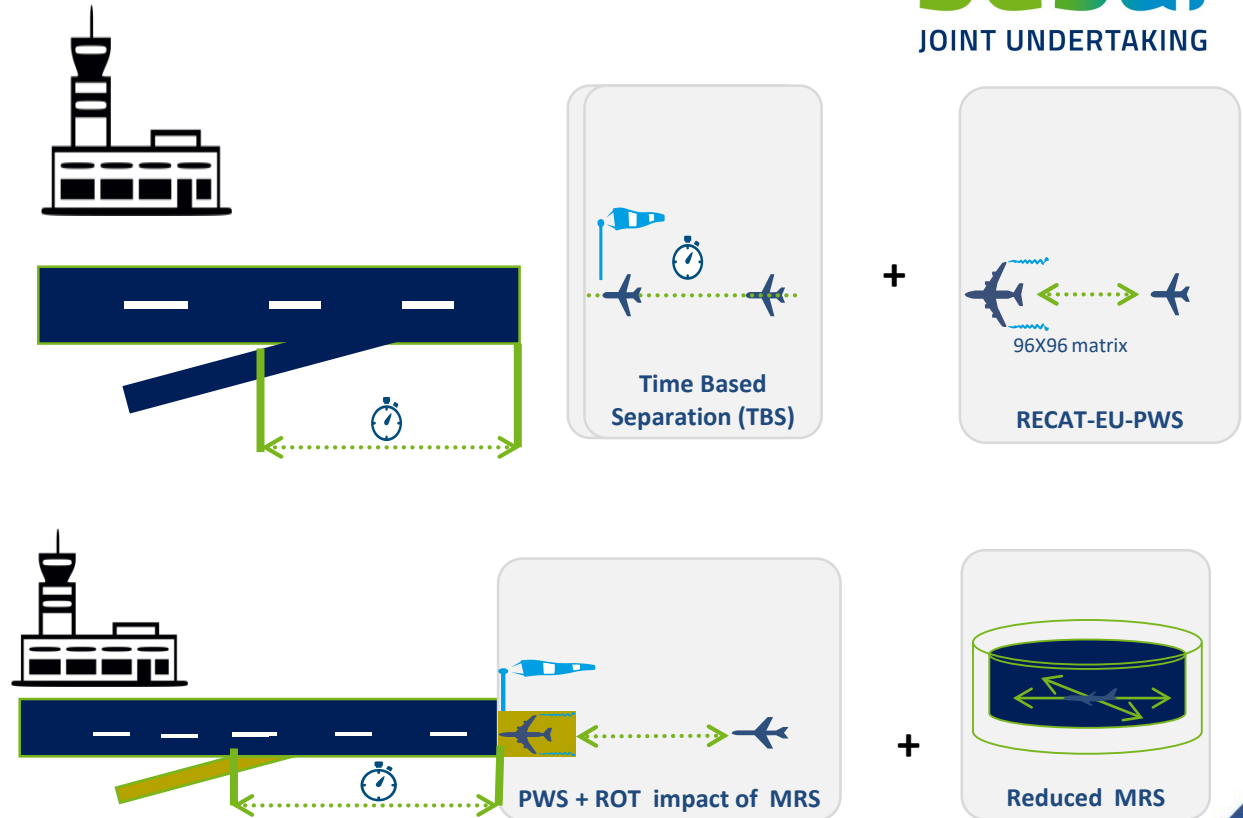 JOINT UNDERTAKING
96X96 matrix
Time Based
Separation (TBS)
+
RECAT-EU-PWS
PWS + ROT impact of MRS
+
Reduced MRS